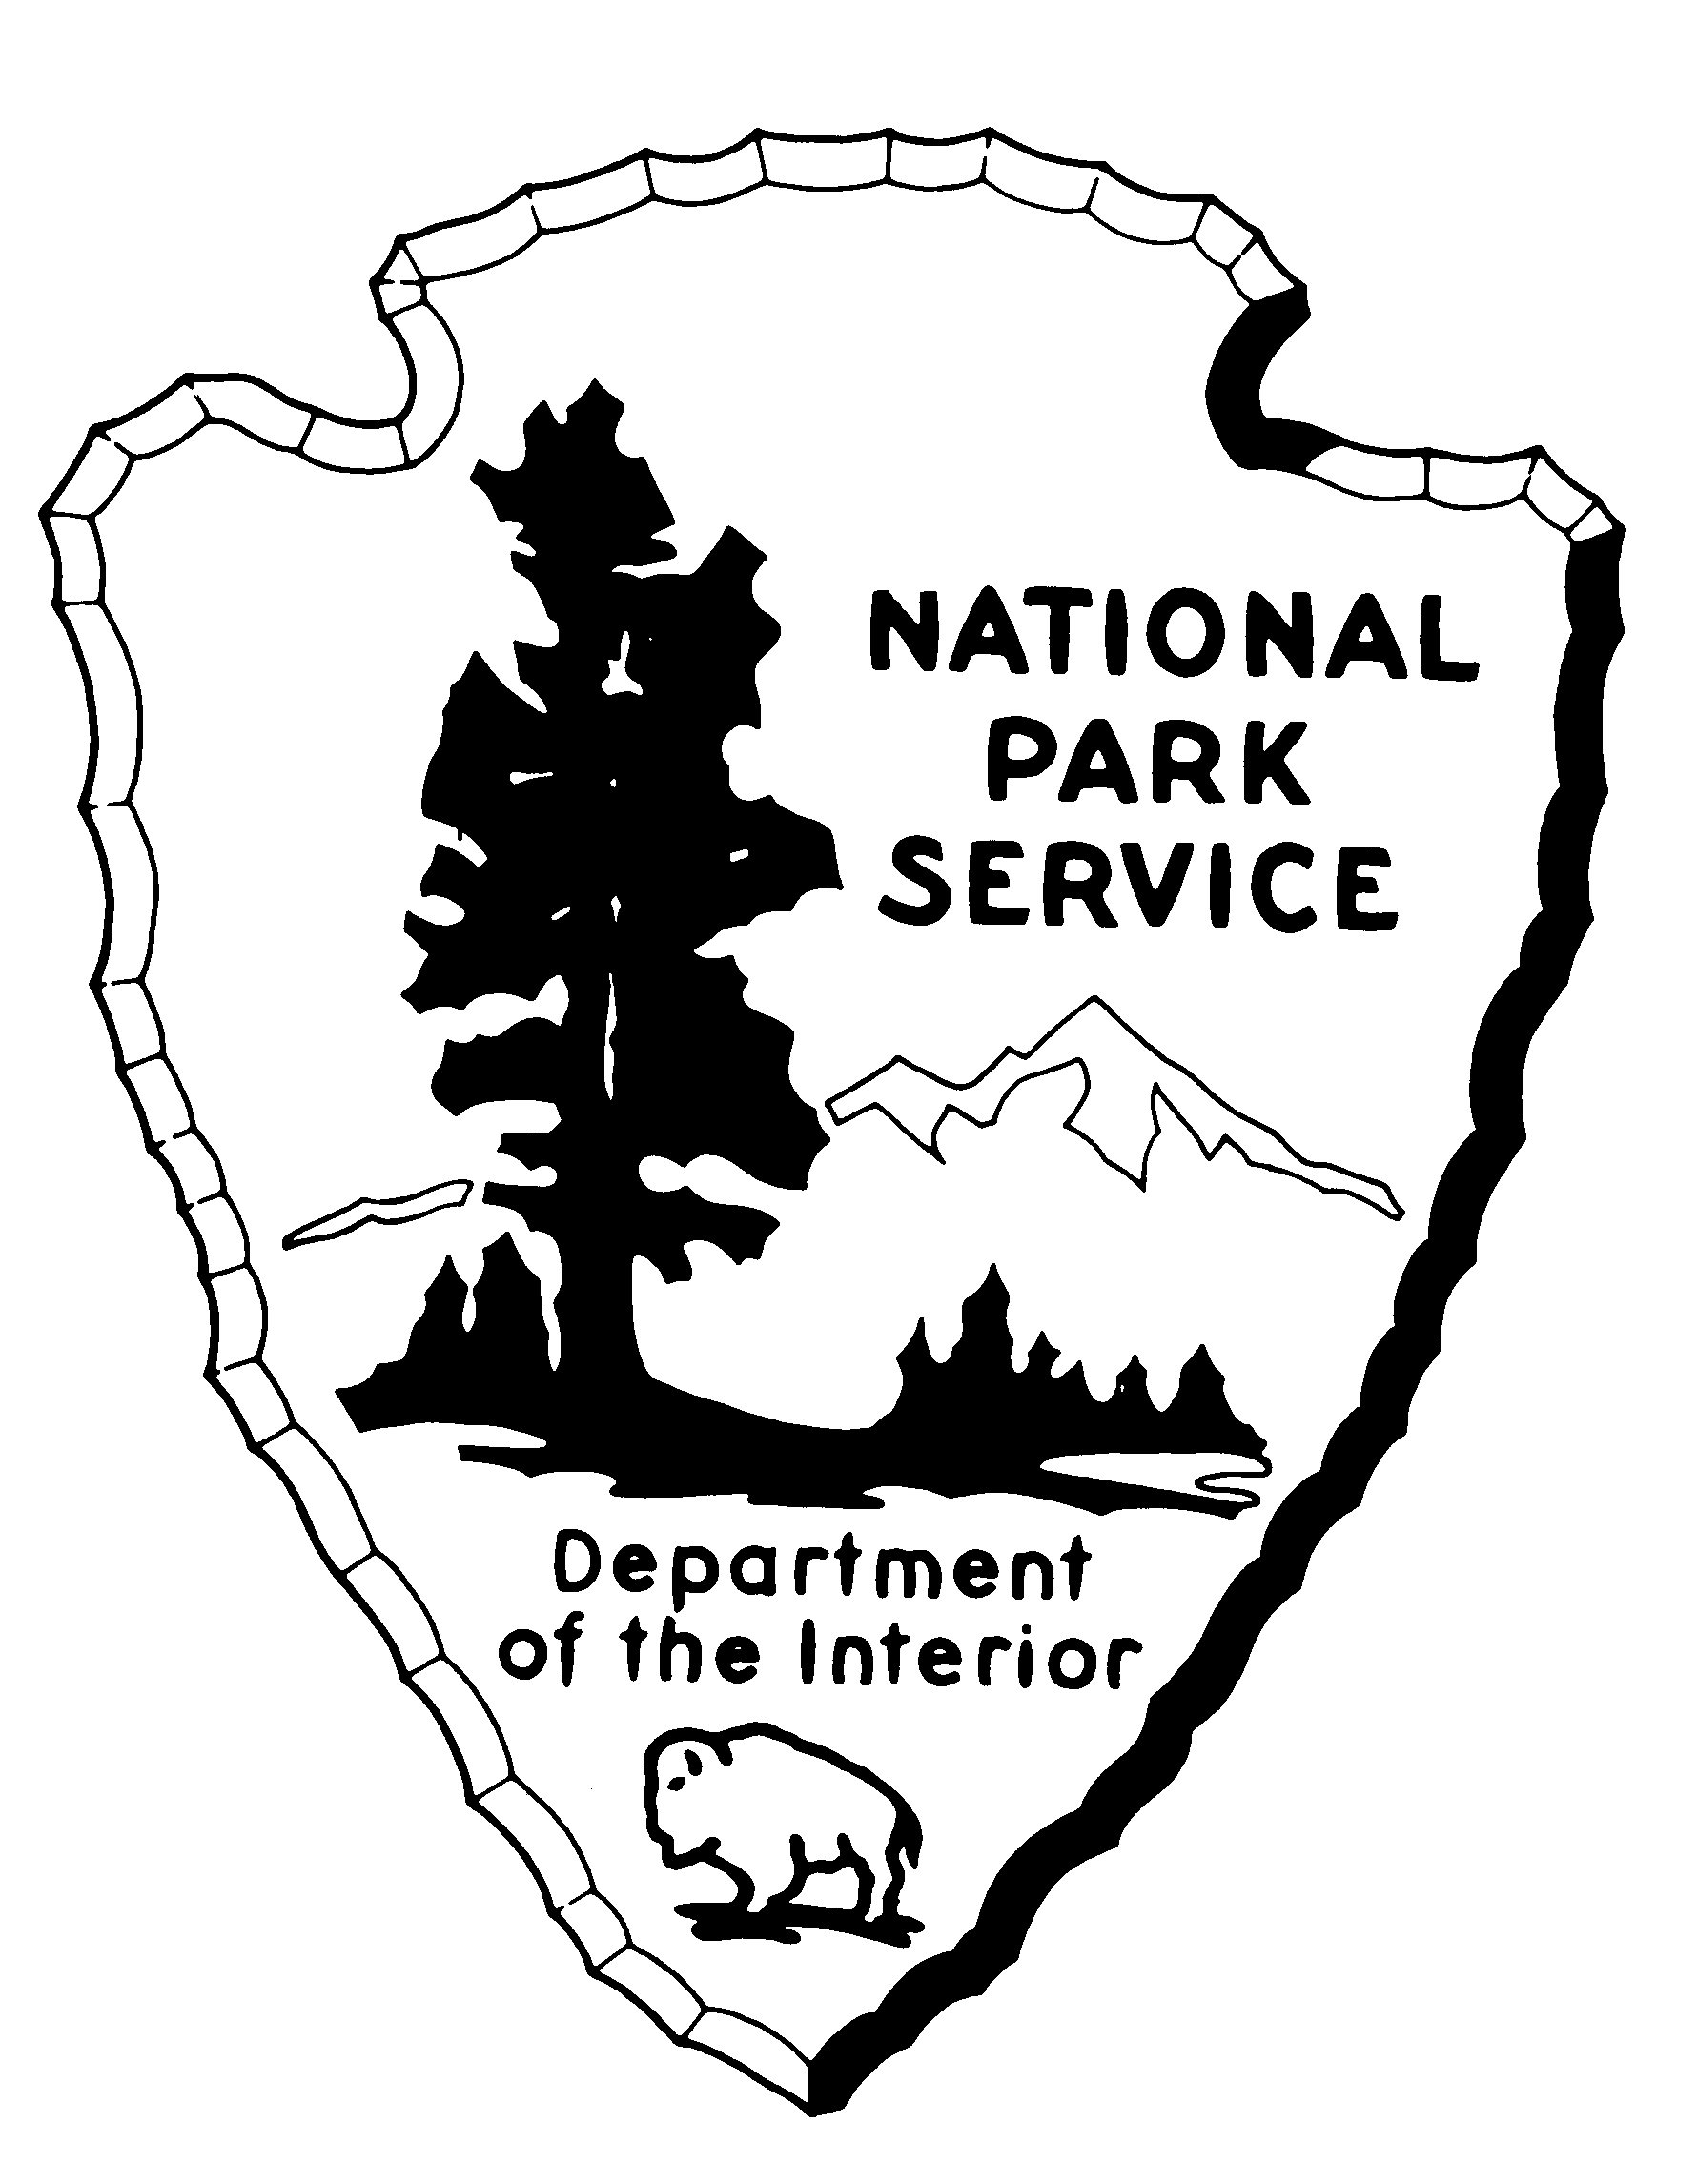 NATIONAL
PARK
SERVICE
Department
of the Interior